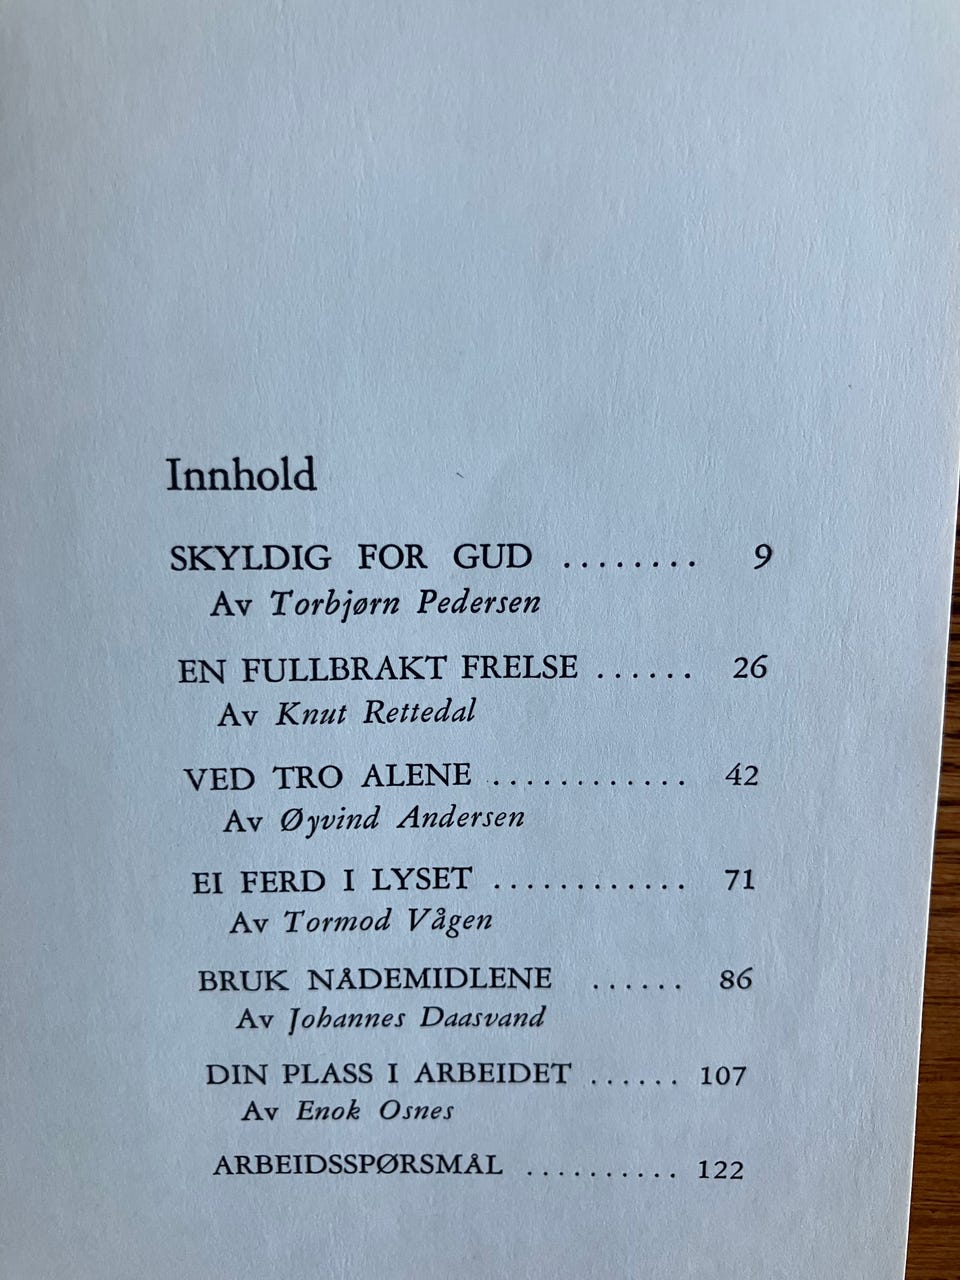 Innhold
SKYLDIG FOR GUD ........ 9
Av Torbjørn Pedersen
EN FULLBRAKT FRELSE ...... 26
Av Knut Rettedal
VED TRO ALENE ............ 42
Av Øyvind Andersen
EI FERD I LYSET ............ 71
Av Tormod Vågen
BRUK NÅDEMIDLENE ...... 86
Av Johannes Daasvand
DIN PLASS I ARBEIDET ...... 107
Av Enok Osnes
ARBEIDSSPØRSMÅL .......... 122